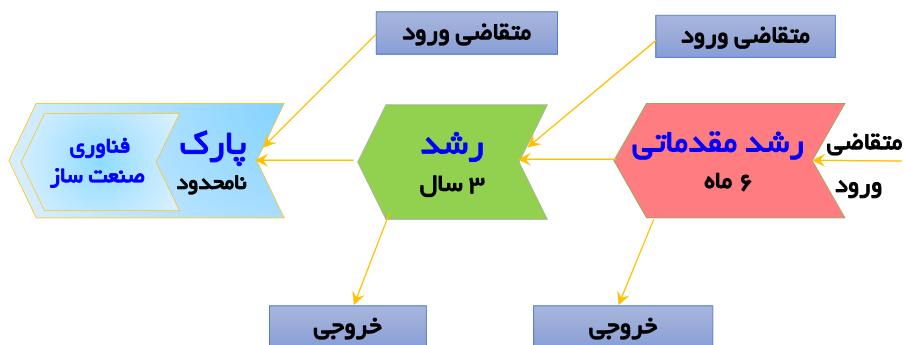 متقاضی ورود
متقاضی ورود
متقاضی
ورود
رشد مقدماتی
۶ ماه
رشد
۳ سال
پارک
نامحدود
فناوری
صنعت ساز
خروجی
خروجی